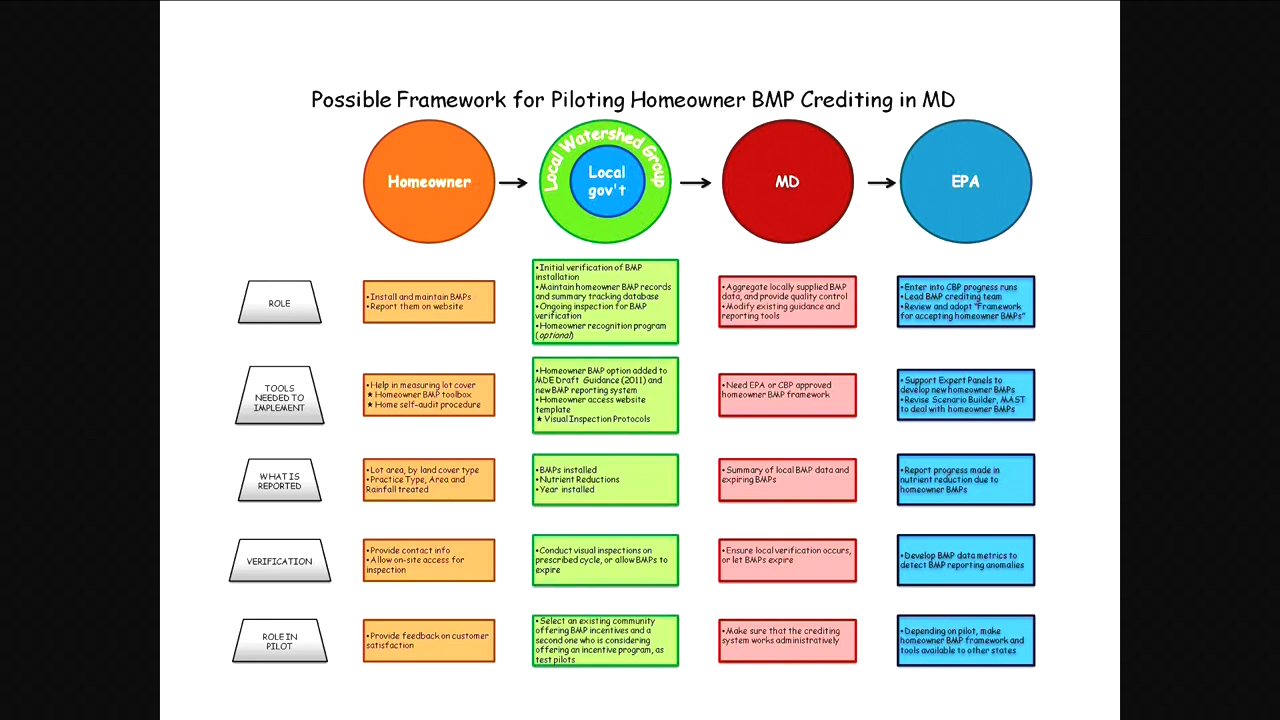 Possible Framework for Piloting Homeowner BMP Crediting in MD
Homeowner
Local Watershed Group
Local
gov't
MD
EPA
ROLE
•Install and maintain BMPs
•Report them on website
•Initial verification of BMP
installation
•Maintain homeowner BMP records
and summary tracking database
•Ongoing inspection for BMP
verification
•Homeowner recognition program
(optional)
•Aggregate locally supplied BMP
data, and provide quality control
•Modify existing guidance and
reporting tools
•Enter into CBP progress runs
•Lead BMP crediting team
•Review and adopt "Framework
for accepting homeowner BMPs"
TOOLS
NEEDED TO
IMPLEMENT
•Help in measuring lot cover
★ Homeowner BMP toolbox
★ Home self-audit procedure
•Homeowner BMP option added to
MDE Draft Guidance (2011) and
new BMP reporting system
•Homeowner access website
template
★ Visual Inspection Protocols
•Need EPA or CBP approved
homeowner BMP framework
•Support Expert Panels to
develop new homeowner BMPs
•Revise Scenario Builder, MAST
to deal with homeowner BMPs
WHAT IS
REPORTED
•Lot area, by land cover type
•Practice Type, Area and
Rainfall treated
•BMPs installed
•Nutrient Reductions
•Year installed
•Summary of local BMP data and
expiring BMPs
•Report progress made in
nutrient reduction due to
homeowner BMPs
VERIFICATION
•Provide contact info
•Allow on-site access for
inspection
•Conduct visual inspections on
prescribed cycle, or allow BMPs to
expire
•Ensure local verification occurs,
or let BMPs expire
•Develop BMP data metrics to
detect BMP reporting anomalies
ROLE IN
PILOT
•Provide feedback on customer
satisfaction
•Select an existing community
offering BMP incentives and a
second one who is considering
offering an incentive program, as
test pilots
•Make sure that the crediting
system works administratively
•Depending on pilot, make
homeowner BMP framework and
tools available to other states